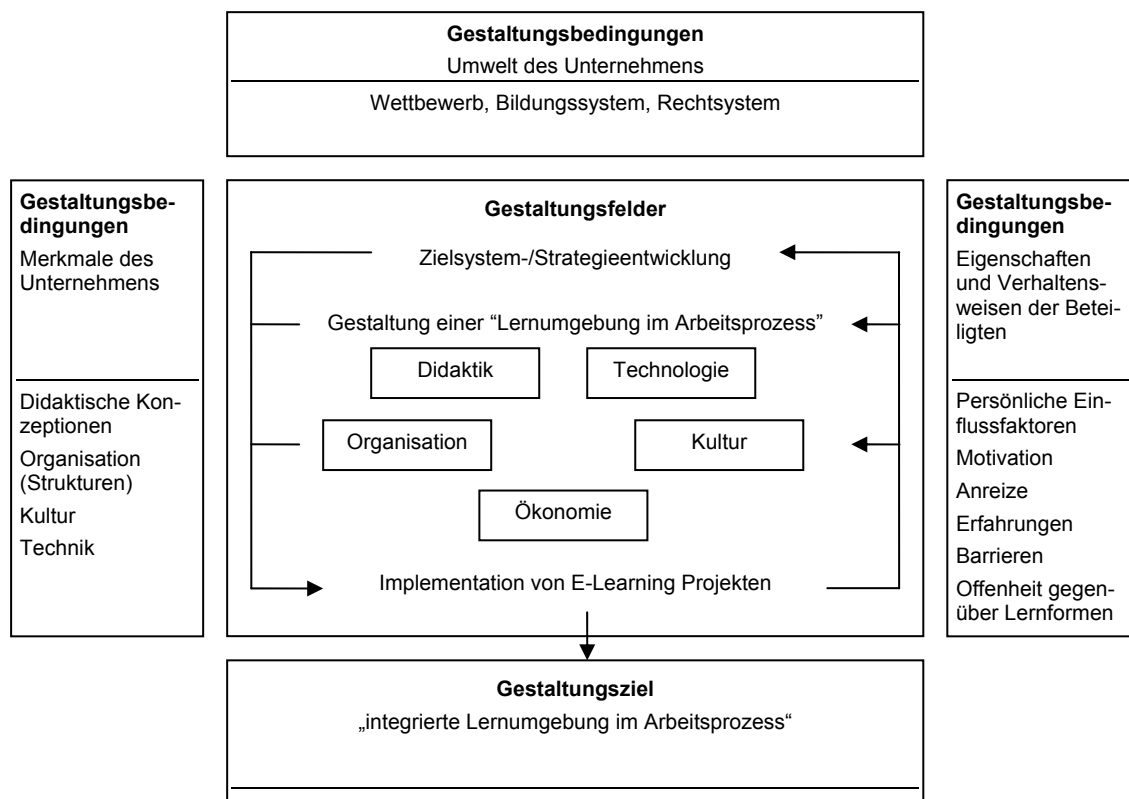 Gestaltungsbedingungen
Umwelt des Unternehmens
Wettbewerb, Bildungssystem, Rechtsystem
Gestaltungsbe-
dingungen
Merkmale des
Unternehmens
Didaktische Kon-
zeptionen
Organisation
(Strukturen)
Kultur
Technik
Gestaltungsfelder
Zielsystem-/Strategieentwicklung
Gestaltung einer “Lernumgebung im Arbeitsprozess”
Didaktik
Technologie
Organisation
Kultur
Ökonomie
Implementation von E-Learning Projekten
Gestaltungsbe-
dingungen
Eigenschaften
und Verhaltens-
weisen der Betei-
ligten
Persönliche Ein-
flussfaktoren
Motivation
Anreize
Erfahrungen
Barrieren
Offenheit gegen-
über Lernformen
Gestaltungsziel
„integrierte Lernumgebung im Arbeitsprozess“